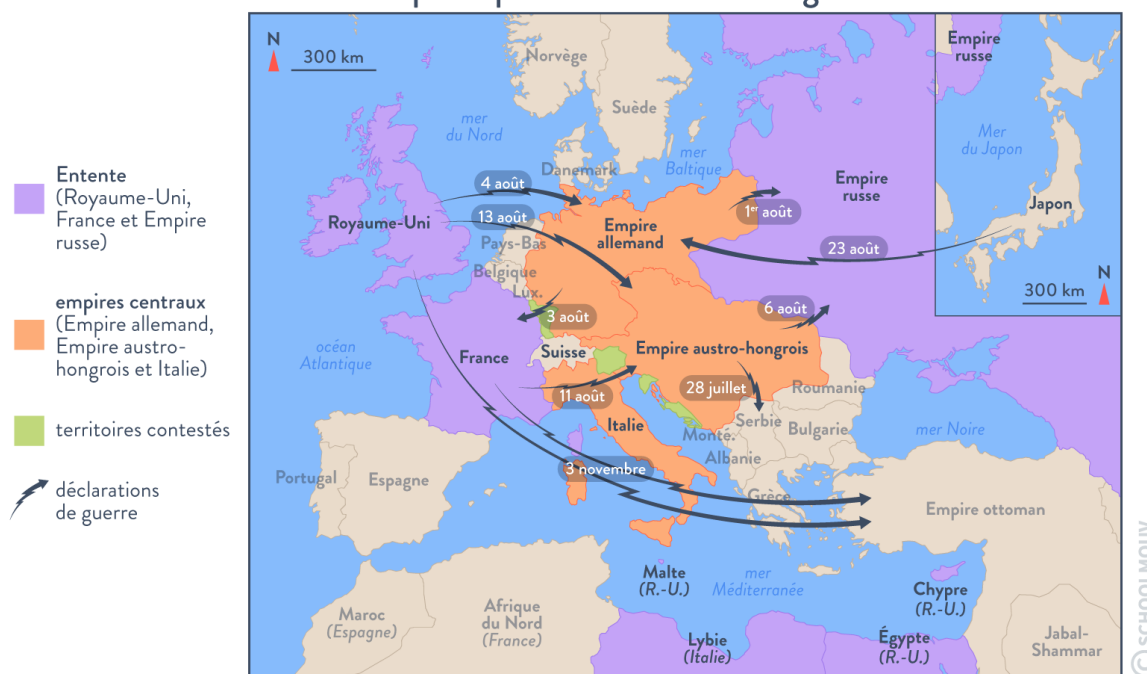 N
300 km
Norvège
Suède
mer
du Nord
Danemark
mer
Baltique
Empire
russe
Mer
du Japon
Japon
N
300 km
Entente
(Royaume-Uni,
France et Empire
russe)
empires centraux
(Empire allemand,
Empire austro-
hongrois et Italie)
territoires contestés
déclarations
de guerre
4 août
13 août
Royaume-Uni
Pays-Bas
Belgique
Lux.
Empire
allemand
1er août
Empire
russe
23 août
3 août
6 août
océan
Atlantique
France
Suisse
Empire austro-hongrois
11 août
28 juillet
Roumanie
Italie
Serbie
Bulgarie
mer Noire
Monté.
Albanie
Portugal
Espagne
3 novembre
Grèce
Empire ottoman
Malte
(R.-U.)
mer
Méditerranée
Chypre
(R.-U.)
Maroc
(Espagne)
Afrique
du Nord
(France)
Lybie
(Italie)
Égypte
(R.-U.)
Jabal-
Shammar
© SCHOOLMOUV